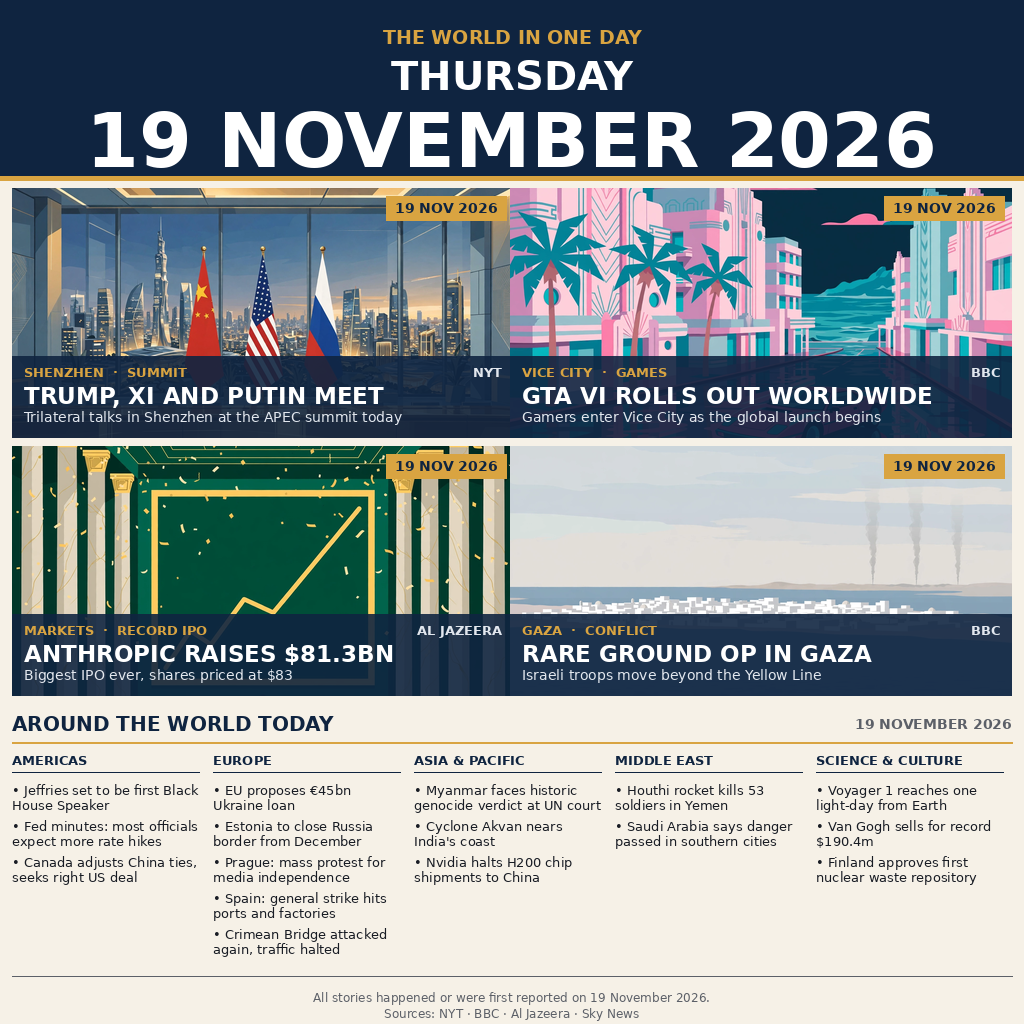 THE WORLD IN ONE DAY
THURSDAY
19 NOVEMBER 2026
19 NOV 2026
SHENZHEN · SUMMIT
NYT
TRUMP, XI AND PUTIN MEET
Trilateral talks in Shenzhen at the APEC summit today
19 NOV 2026
VICE CITY · GAMES
BBC
GTA VI ROLLS OUT WORLDWIDE
Gamers enter Vice City as the global launch begins
19 NOV 2026
MARKETS · RECORD IPO
AL JAZEERA
ANTHROPIC RAISES $81.3BN
Biggest IPO ever, shares priced at $83
19 NOV 2026
GAZA · CONFLICT
BBC
RARE GROUND OP IN GAZA
Israeli troops move beyond the Yellow Line
AROUND THE WORLD TODAY
19 NOVEMBER 2026
AMERICAS
• Jeffries set to be first Black
House Speaker
• Fed minutes: most officials
expect more rate hikes
• Canada adjusts China ties,
seeks right US deal
EUROPE
• EU proposes €45bn
Ukraine loan
• Estonia to close Russia
border from December
• Prague: mass protest for
media independence
• Spain: general strike hits
ports and factories
• Crimean Bridge attacked
again, traffic halted
ASIA & PACIFIC
• Myanmar faces historic
genocide verdict at UN court
• Cyclone Akvan nears
India's coast
• Nvidia halts H200 chip
shipments to China
MIDDLE EAST
• Houthi rocket kills 53
soldiers in Yemen
• Saudi Arabia says danger
passed in southern cities
SCIENCE & CULTURE
• Voyager 1 reaches one
light-day from Earth
• Van Gogh sells for record
$190.4m
• Finland approves first
nuclear waste repository
All stories happened or were first reported on 19 November 2026.
Sources: NYT · BBC · Al Jazeera · Sky News